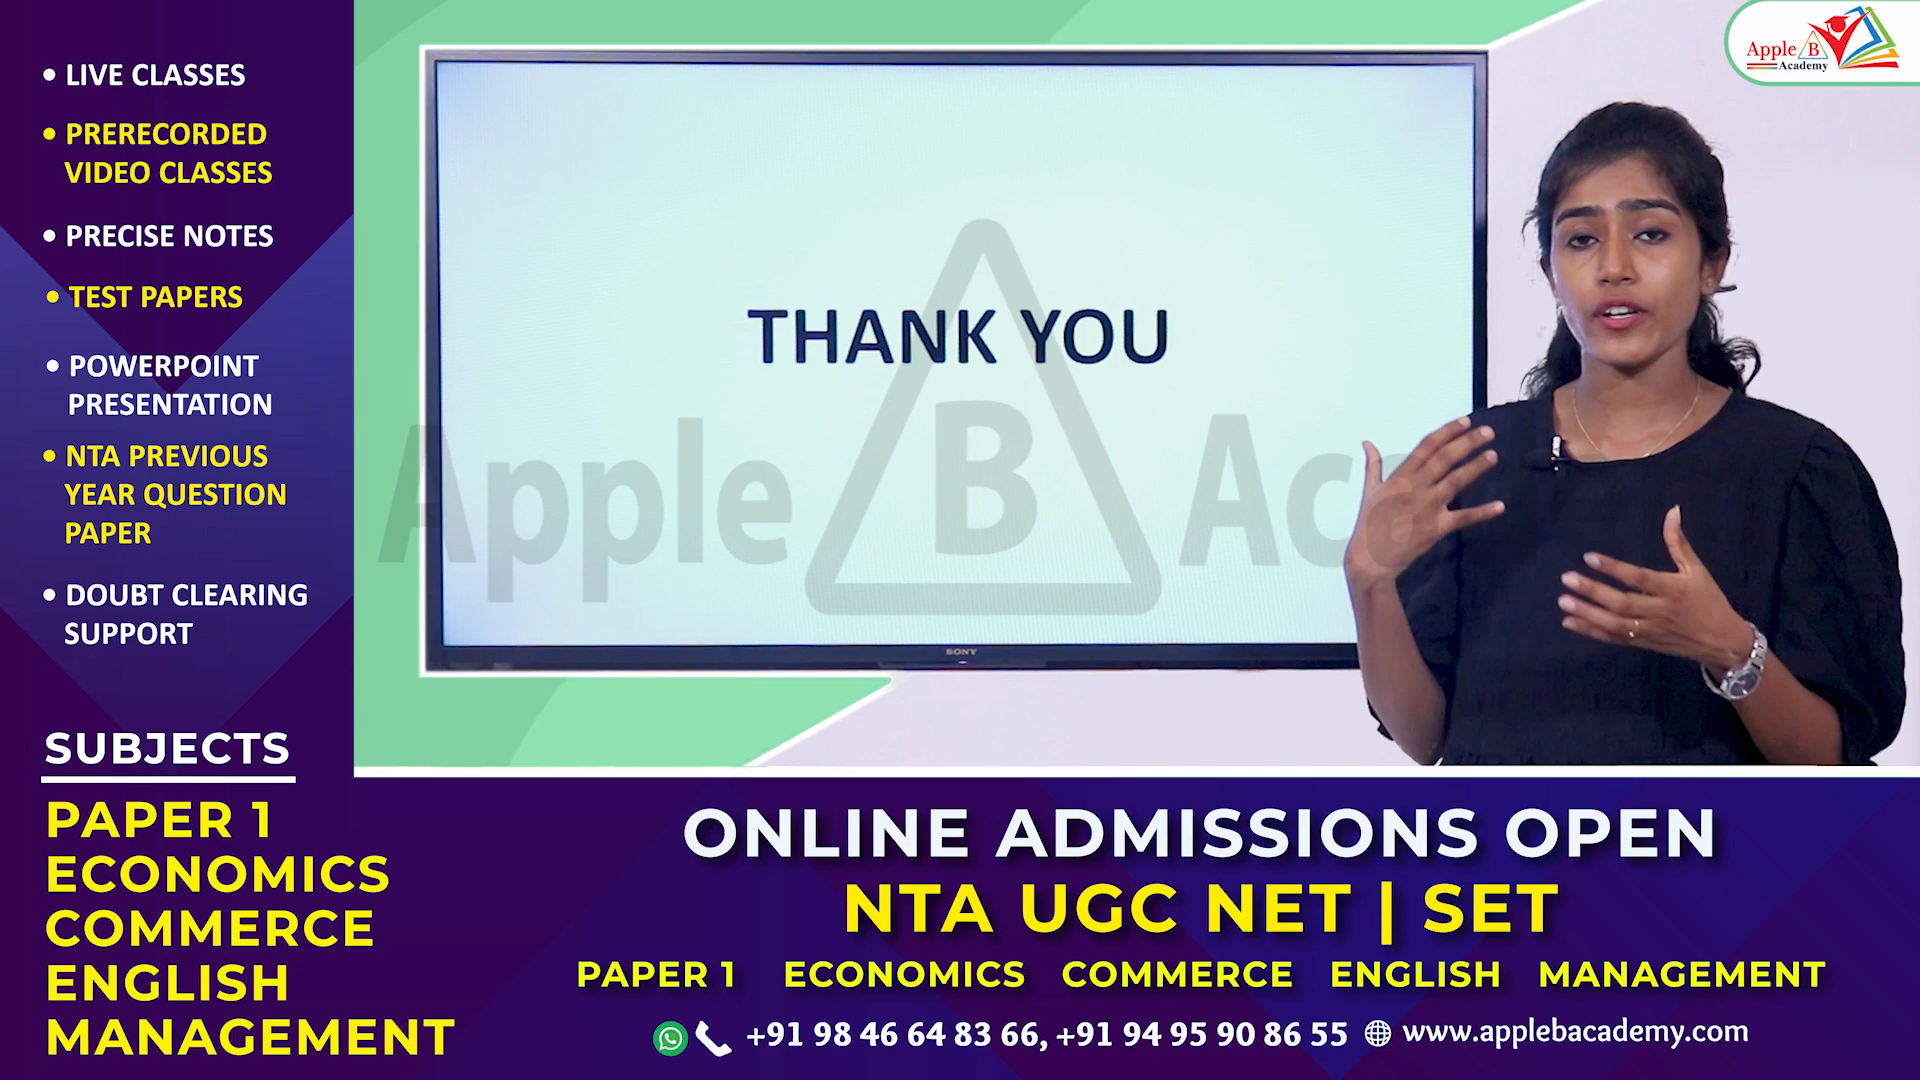 • LIVE CLASSES
• PRERECORDED
VIDEO CLASSES
• PRECISE NOTES
• TEST PAPERS
• POWERPOINT
PRESENTATION
• NTA PREVIOUS
YEAR QUESTION
PAPER
• DOUBT CLEARING
SUPPORT
SUBJECTS
PAPER 1
ECONOMICS
COMMERCE
ENGLISH
MANAGEMENT
Apple B
Academy
THANK YOU
Apple B Aca
SONY
ONLINE ADMISSIONS OPEN
NTA UGC NET | SET
PAPER 1 ECONOMICS COMMERCE ENGLISH MANAGEMENT
+91 98 46 64 83 66, +91 94 95 90 86 55 www.applebacademy.com